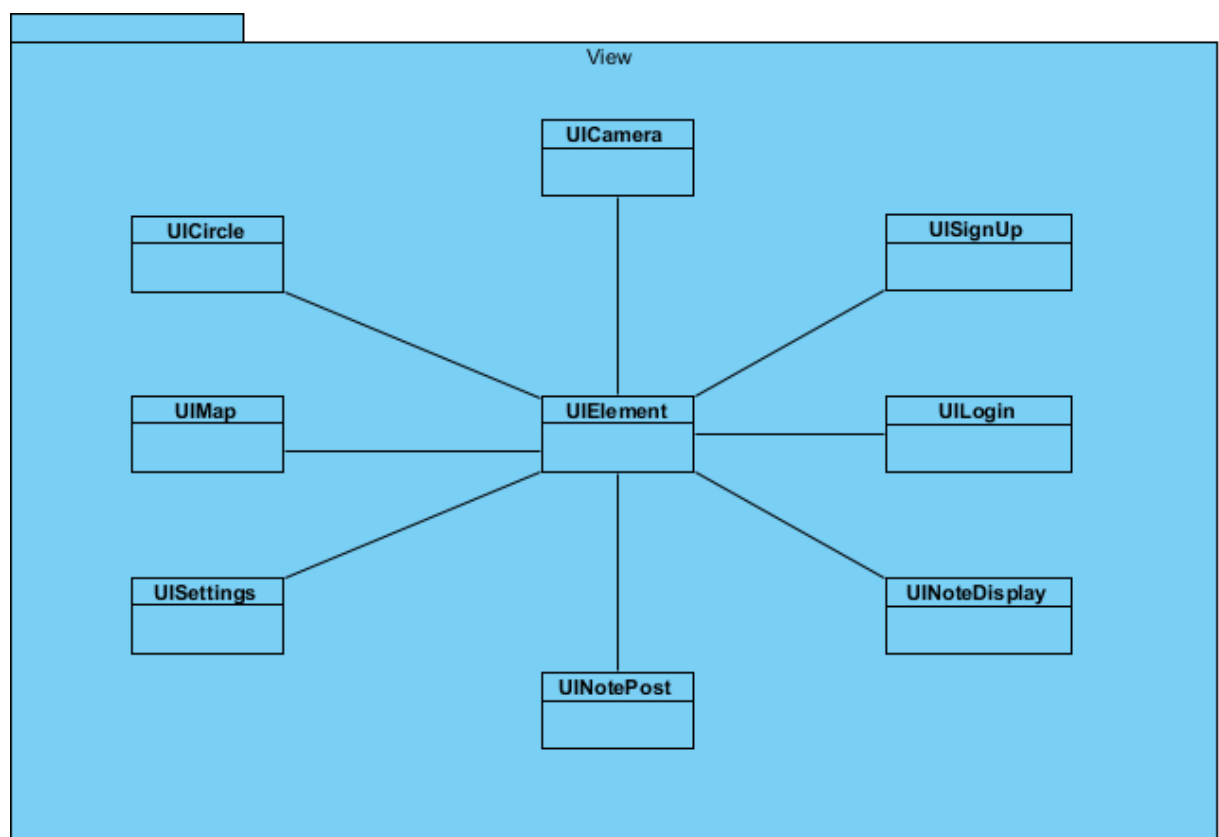 View
UICamera
UICircle
UISignUp
UIMap
UIElement
UILogin
UISettings
UINoteDisplay
UINotePost